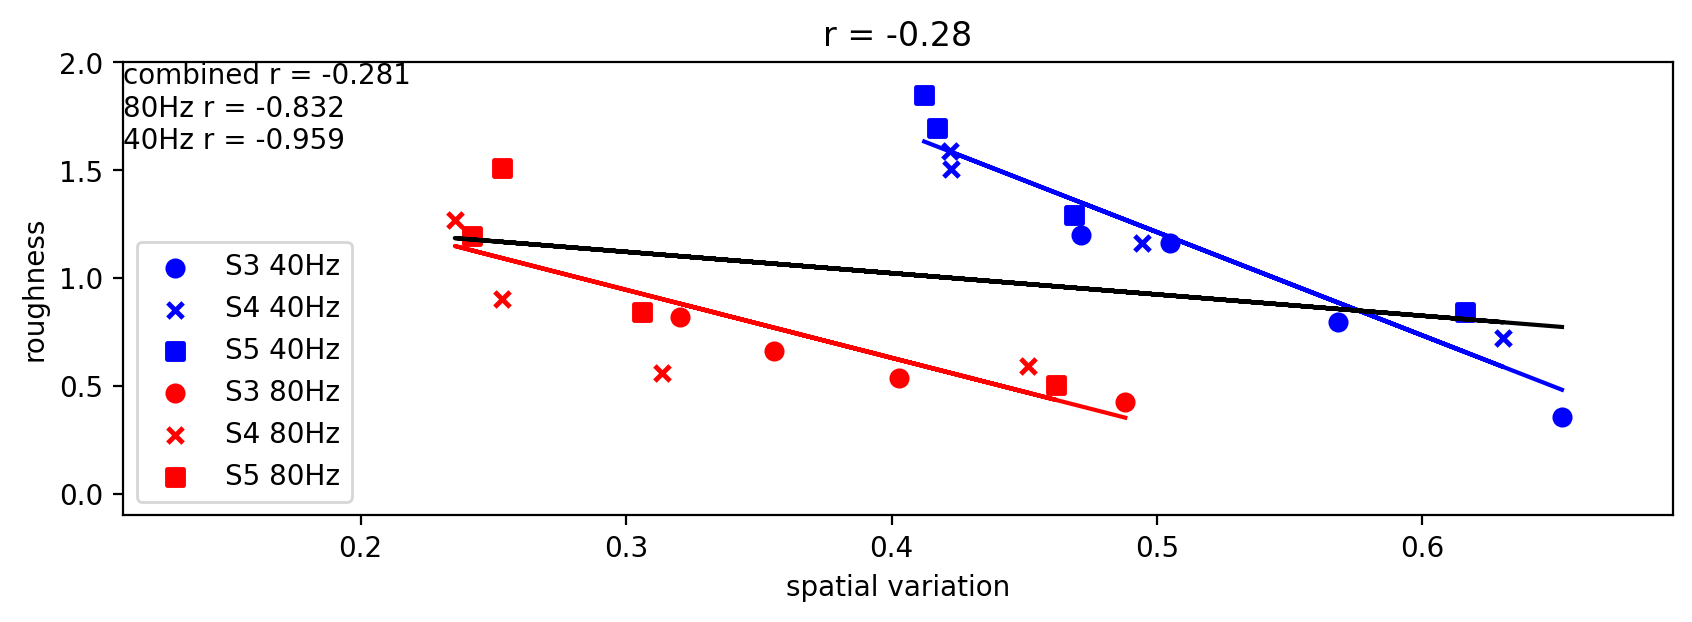 r = -0.28
combined r = -0.281
80Hz r = -0.832
40Hz r = -0.959
roughness
2.0
1.5
1.0
0.5
0.0
S3 40Hz
S4 40Hz
S5 40Hz
S3 80Hz
S4 80Hz
S5 80Hz
0.2 0.3 0.4 0.5 0.6
spatial variation